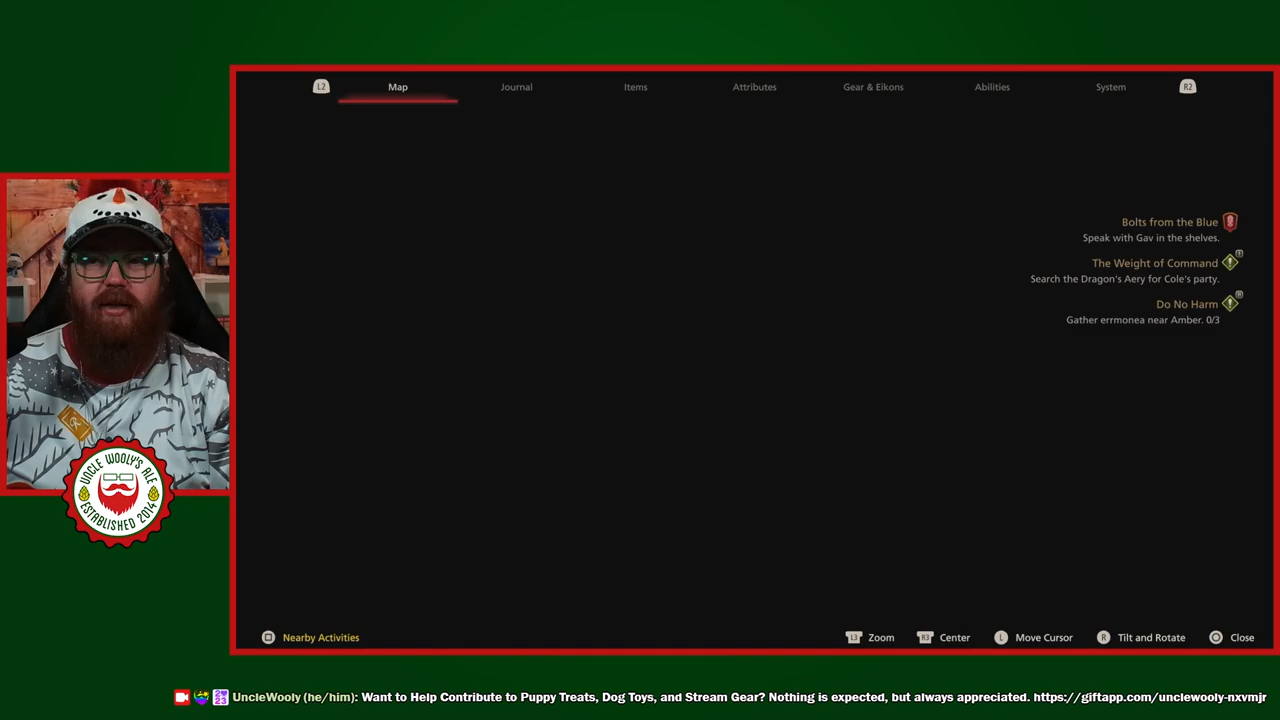 L2
Map
Journal
Items
Attributes
Gear & Eikons
Abilities
System
R2
Bolts from the Blue
Speak with Gav in the shelves.
The Weight of Command
Search the Dragon's Aery for Cole's party.
Do No Harm
Gather errmonea near Amber. 0/3
R
UNCLE WOOLY'S ALE
ESTABLISHED 2014
Nearby Activities
L3 Zoom
R3 Center
L Move Cursor
R Tilt and Rotate
Close
UncleWooly (he/him): Want to Help Contribute to Puppy Treats, Dog Toys, and Stream Gear? Nothing is expected, but always appreciated. https://giftapp.com/unclewooly-nxvmjr